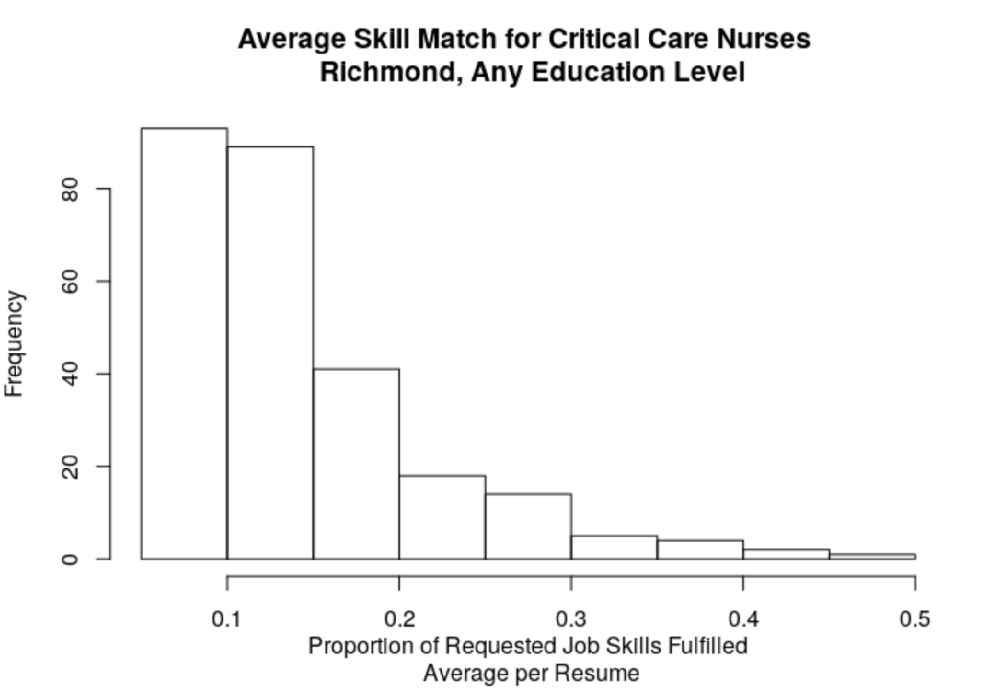 Average Skill Match for Critical Care Nurses
Richmond, Any Education Level
Frequency
80
60
40
20
0
0.1 0.2 0.3 0.4 0.5
Proportion of Requested Job Skills Fulfilled
Average per Resume